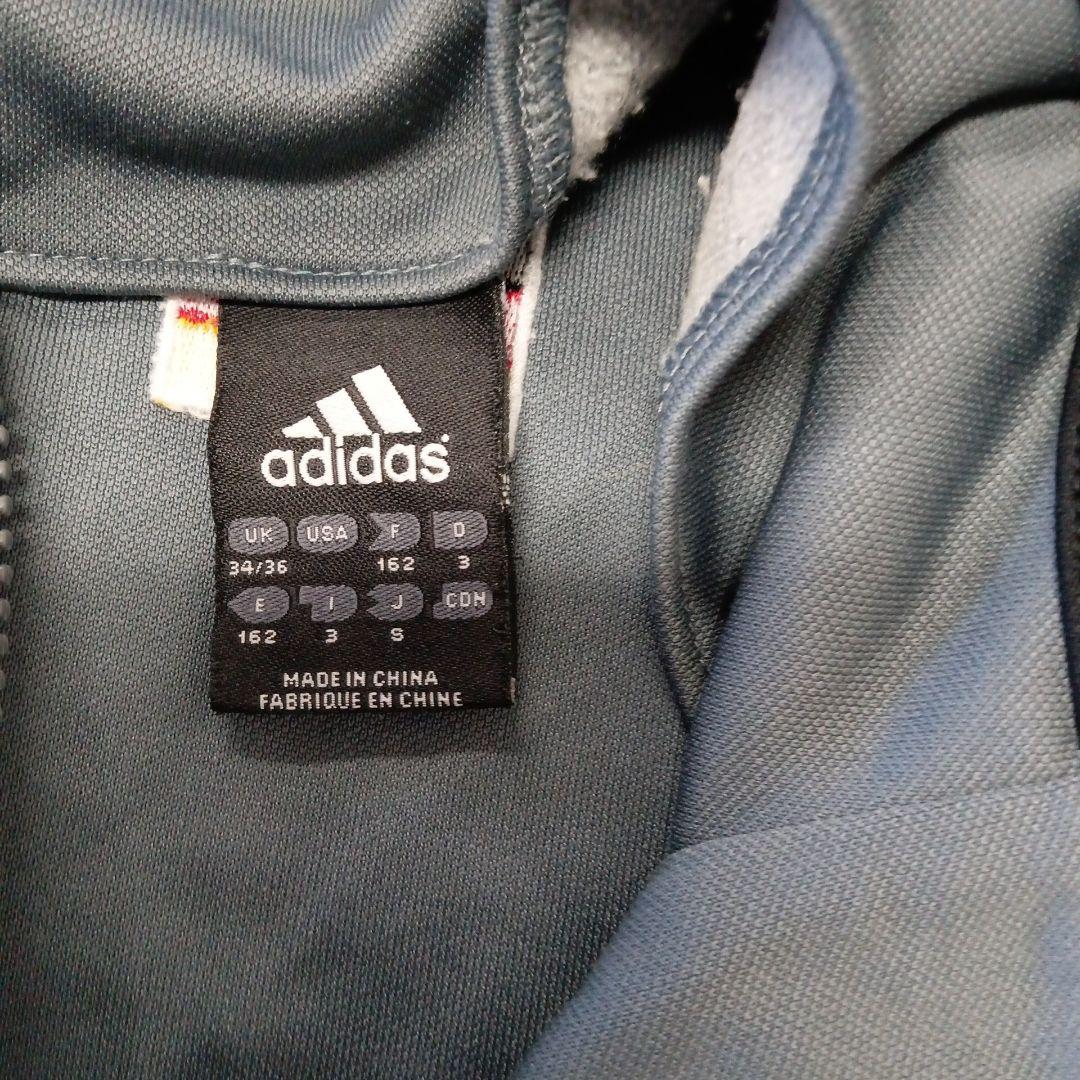 adidas
UK USA F D
34/36 162 3
E I J CDN
162 3 S
MADE IN CHINA
FABRIQUE EN CHINE